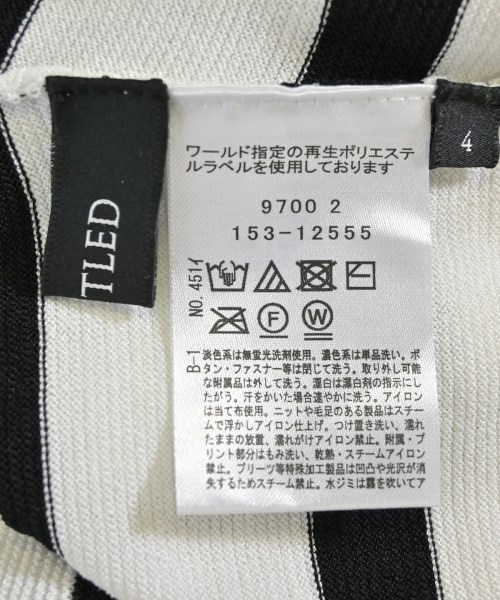 TLED
4
ワールド指定の再生ポリエステ
ルラベルを使用しております
9700 2
153-12555
NO.451イ
F
W
B-1
淡色系は無蛍光洗剤使用。濃色系は単品洗い。ボ
タン・ファスナー等は閉じて洗う。取り外し可能
な附属品は外して洗う。漂白は漂白剤の指示にし
たがう。汗をかいた場合速やかに洗う。アイロン
は当て布使用。ニットや毛足のある製品はスチー
ムで浮かしアイロン仕上げ。つけ置き洗い、濡れ
たままの放置、濡れがけアイロン禁止。附属・プ
リント部分はもみ洗い、乾熱・スチームアイロン
禁止。プリーツ等特殊加工製品は凹凸や光沢が消
失するためスチーム禁止。水ジミは霧を吹いてア